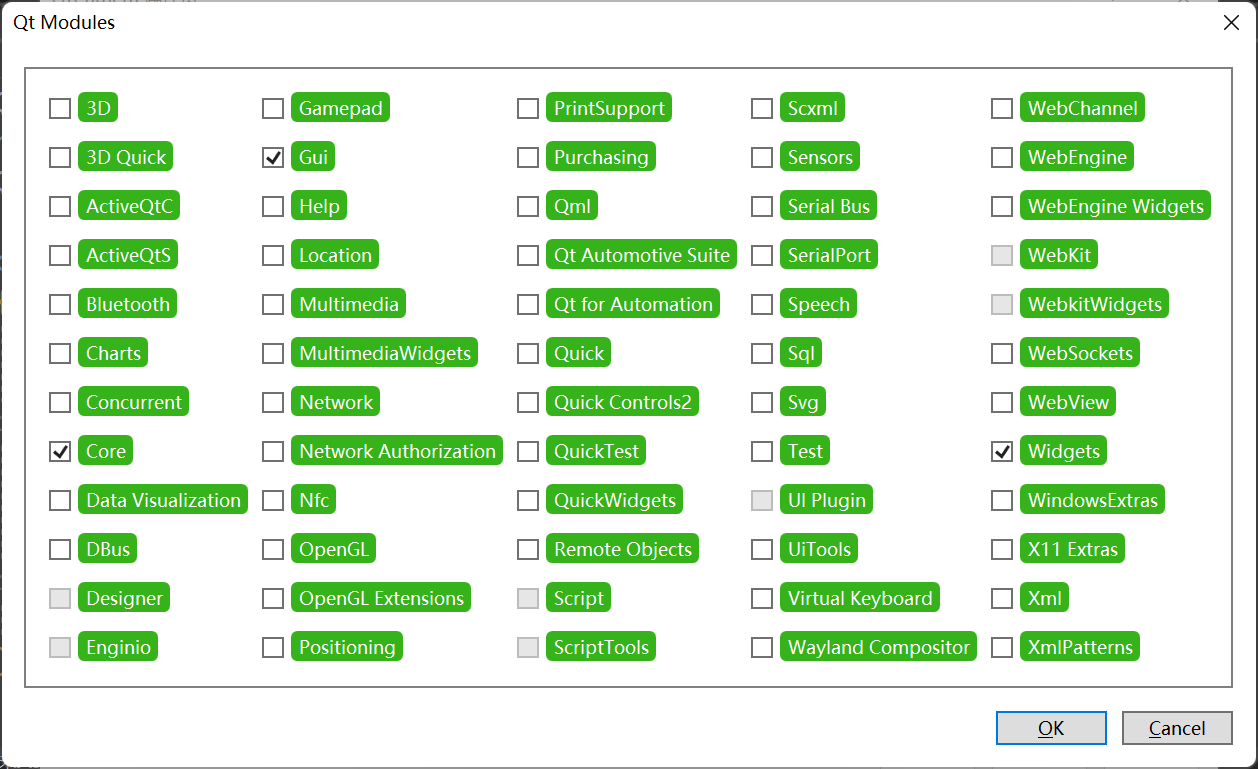 Qt Modules
3D
Gamepad
PrintSupport
Scxml
WebChannel
3D Quick
Gui
Purchasing
Sensors
WebEngine
ActiveQtC
Help
Qml
Serial Bus
WebEngine Widgets
ActiveQtS
Location
Qt Automotive Suite
SerialPort
WebKit
Bluetooth
Multimedia
Qt for Automation
Speech
WebkitWidgets
Charts
MultimediaWidgets
Quick
Sql
WebSockets
Concurrent
Network
Quick Controls2
Svg
WebView
Core
Network Authorization
QuickTest
Test
Widgets
Data Visualization
Nfc
QuickWidgets
UI Plugin
WindowsExtras
DBus
OpenGL
Remote Objects
UiTools
X11 Extras
Designer
OpenGL Extensions
Script
Virtual Keyboard
Xml
Enginio
Positioning
ScriptTools
Wayland Compositor
XmlPatterns
OK
Cancel